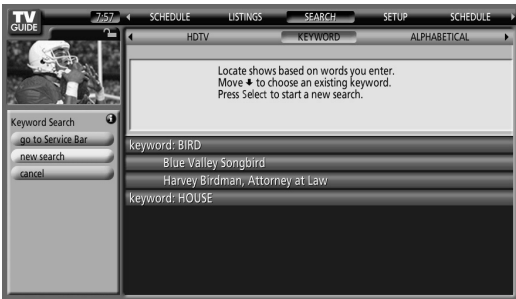 TV
GUIDE
7:57
SCHEDULE LISTINGS SEARCH SETUP SCHEDULE
HDTV KEYWORD ALPHABETICAL
Locate shows based on words you enter.
Move ↓ to choose an existing keyword.
Press Select to start a new search.
Keyword Search i
go to Service Bar
new search
cancel
keyword: BIRD
Blue Valley Songbird
Harvey Birdman, Attorney at Law
keyword: HOUSE